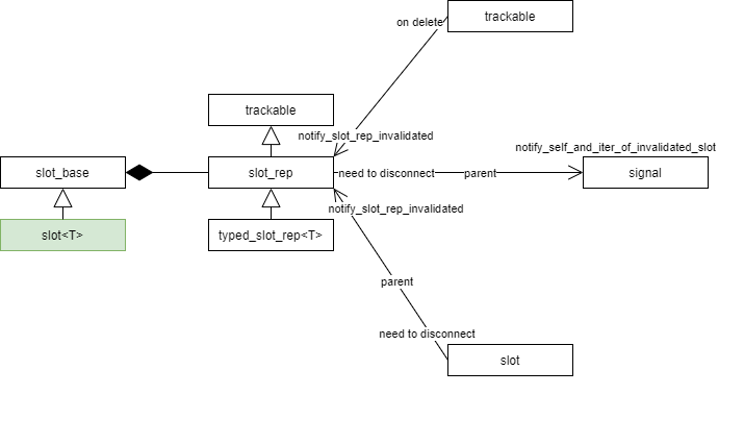 trackable
on delete
trackable
notify_slot_rep_invalidated
notify_self_and_iter_of_invalidated_slot
slot_base
slot_rep
need to disconnect
parent
signal
notify_slot_rep_invalidated
slot<T>
typed_slot_rep<T>
parent
need to disconnect
slot